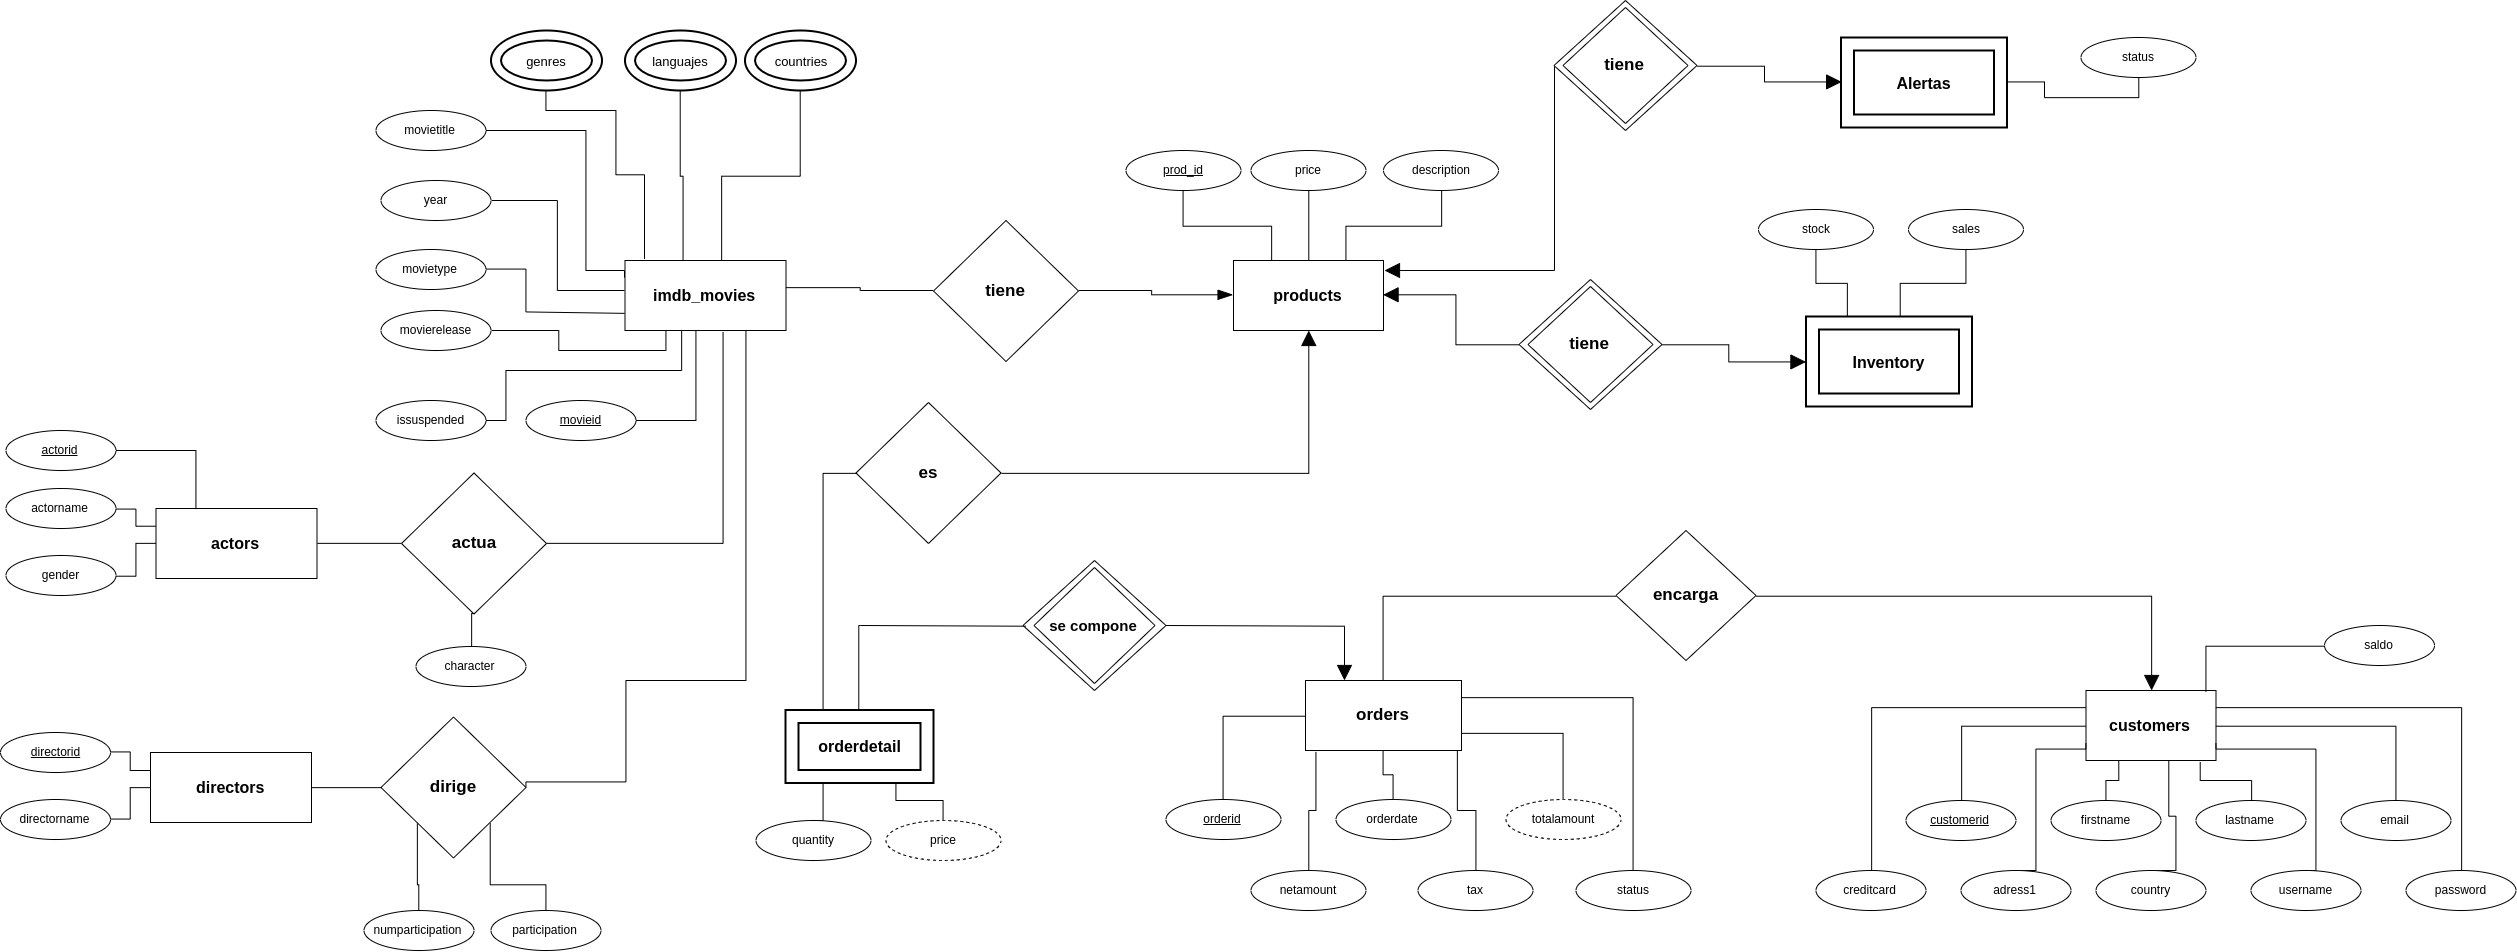 genres
languajes
countries
movietitle
year
movietype
movierelease
issuspended
movieid
imdb_movies
tiene
prod_id
price
description
products
tiene
Alertas
status
stock
sales
tiene
Inventory
es
actorid
actorname
gender
actors
actua
character
directorid
directorname
directors
dirige
numparticipation
participation
se compone
orderdetail
quantity
price
encarga
orders
orderid
orderdate
totalamount
netamount
tax
status
saldo
customers
customerid
firstname
lastname
email
creditcard
adress1
country
username
password